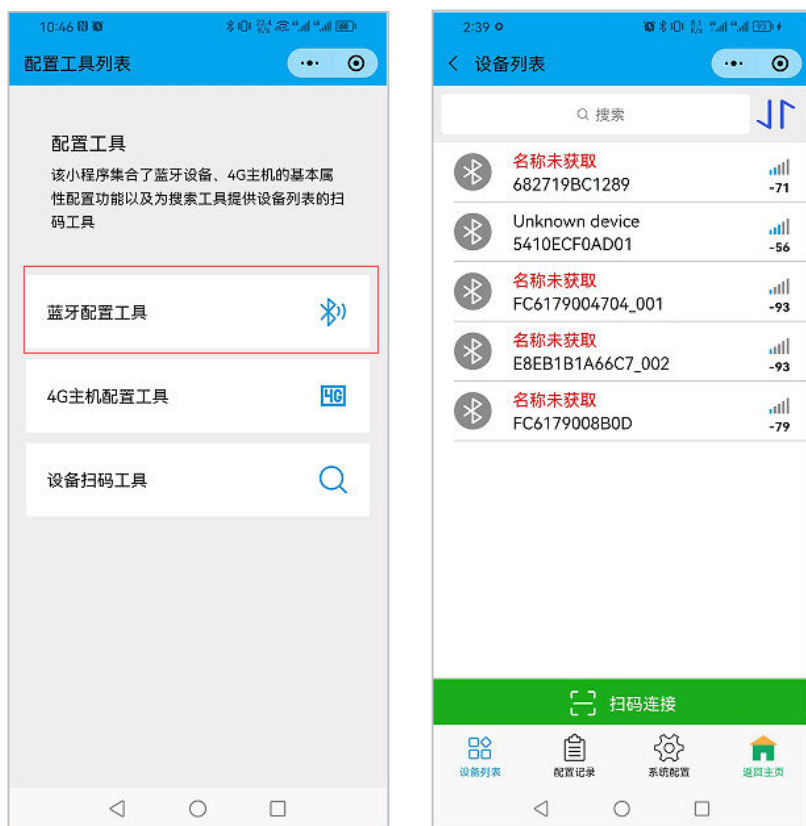 10:46
配置工具列表
配置工具
该小程序集合了蓝牙设备、4G主机的基本属
性配置功能以及为搜索工具提供设备列表的扫
码工具
蓝牙配置工具
4G主机配置工具
4G
设备扫码工具
2:39
设备列表
搜索
名称未获取
682719BC1289
-71
Unknown device
5410ECF0AD01
-56
名称未获取
FC6179004704_001
-93
名称未获取
E8EB1B1A66C7_002
-93
名称未获取
FC6179008B0D
-79
扫码连接
设备列表
配置记录
系统配置
返回主页